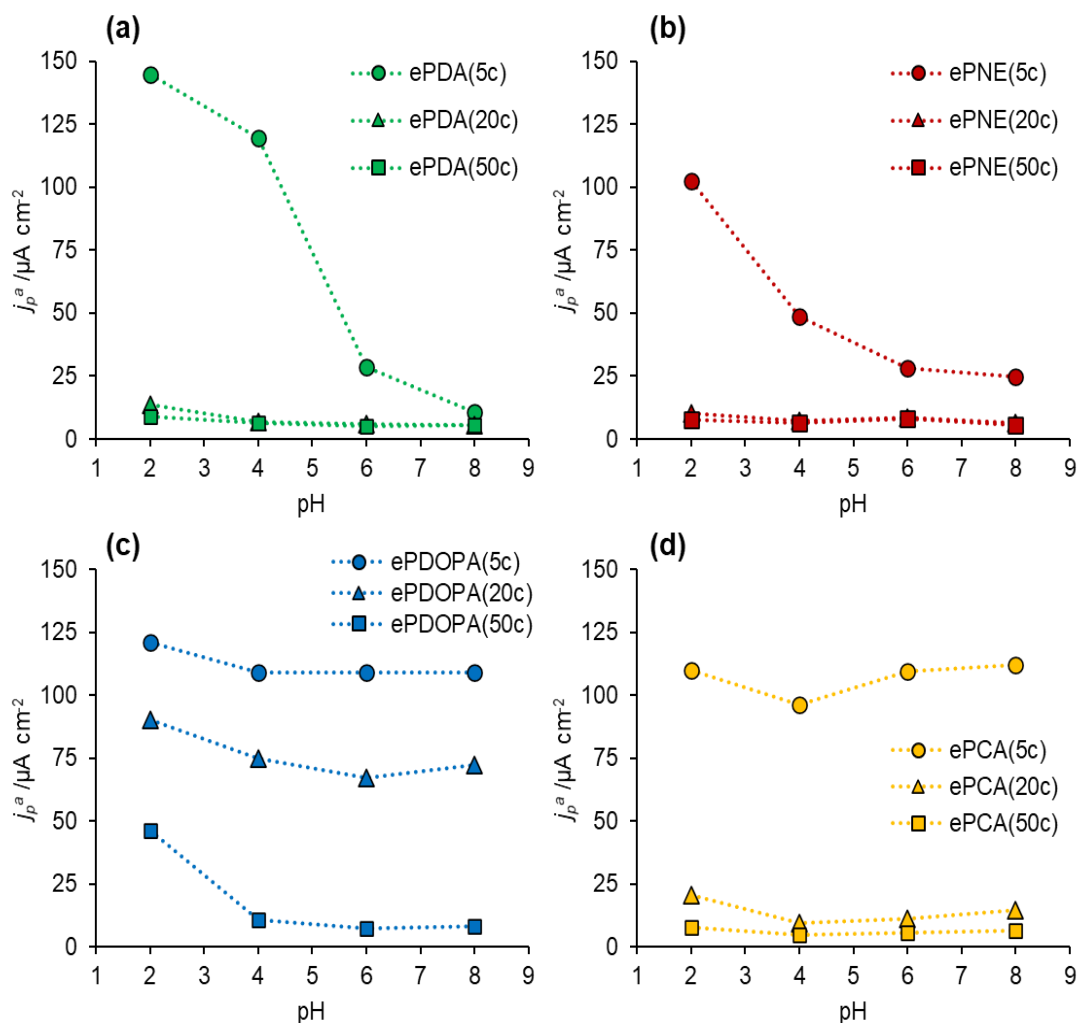 (a)
150
125
100
75
50
25
0
j_p^a /µA cm^-2
1 2 3 4 5 6 7 8 9
pH
ePDA(5c)
ePDA(20c)
ePDA(50c)
(b)
150
125
100
75
50
25
0
j_p^a /µA cm^-2
1 2 3 4 5 6 7 8 9
pH
ePNE(5c)
ePNE(20c)
ePNE(50c)
(c)
150
125
100
75
50
25
0
j_p^a /µA cm^-2
1 2 3 4 5 6 7 8 9
pH
ePDOPA(5c)
ePDOPA(20c)
ePDOPA(50c)
(d)
150
125
100
75
50
25
0
j_p^a /µA cm^-2
1 2 3 4 5 6 7 8 9
pH
ePCA(5c)
ePCA(20c)
ePCA(50c)